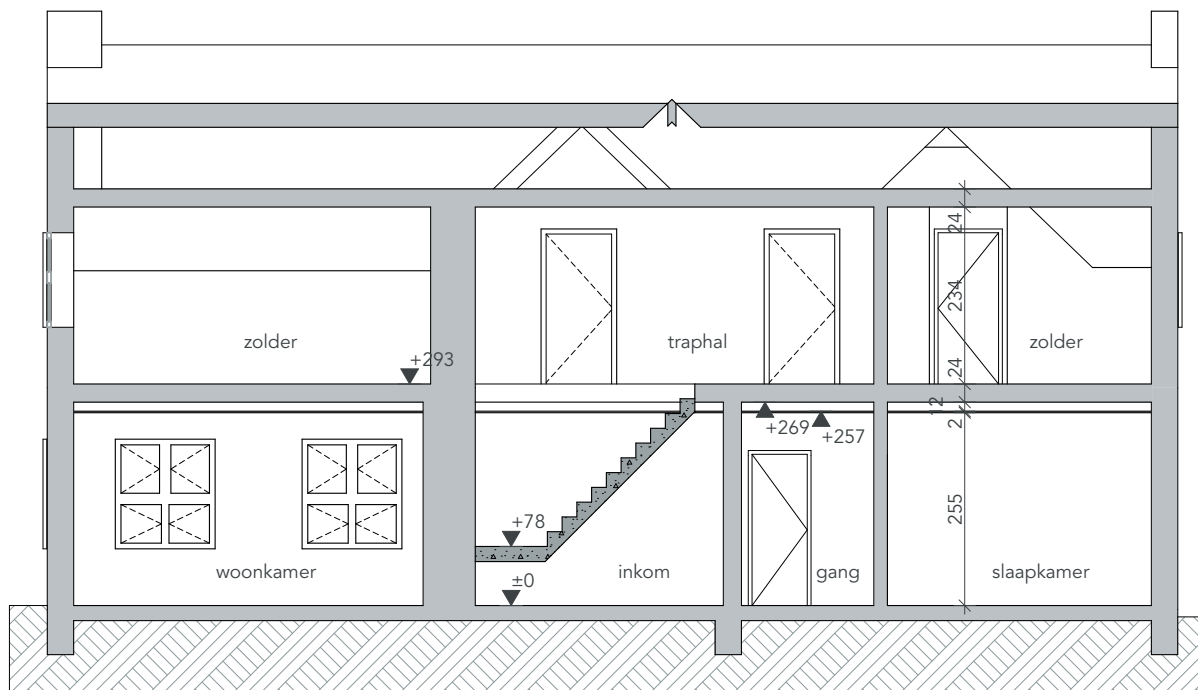 24
234
zolder
traphal
zolder
+293
24
12
2
+269
+257
255
+78
±0
woonkamer
inkom
gang
slaapkamer